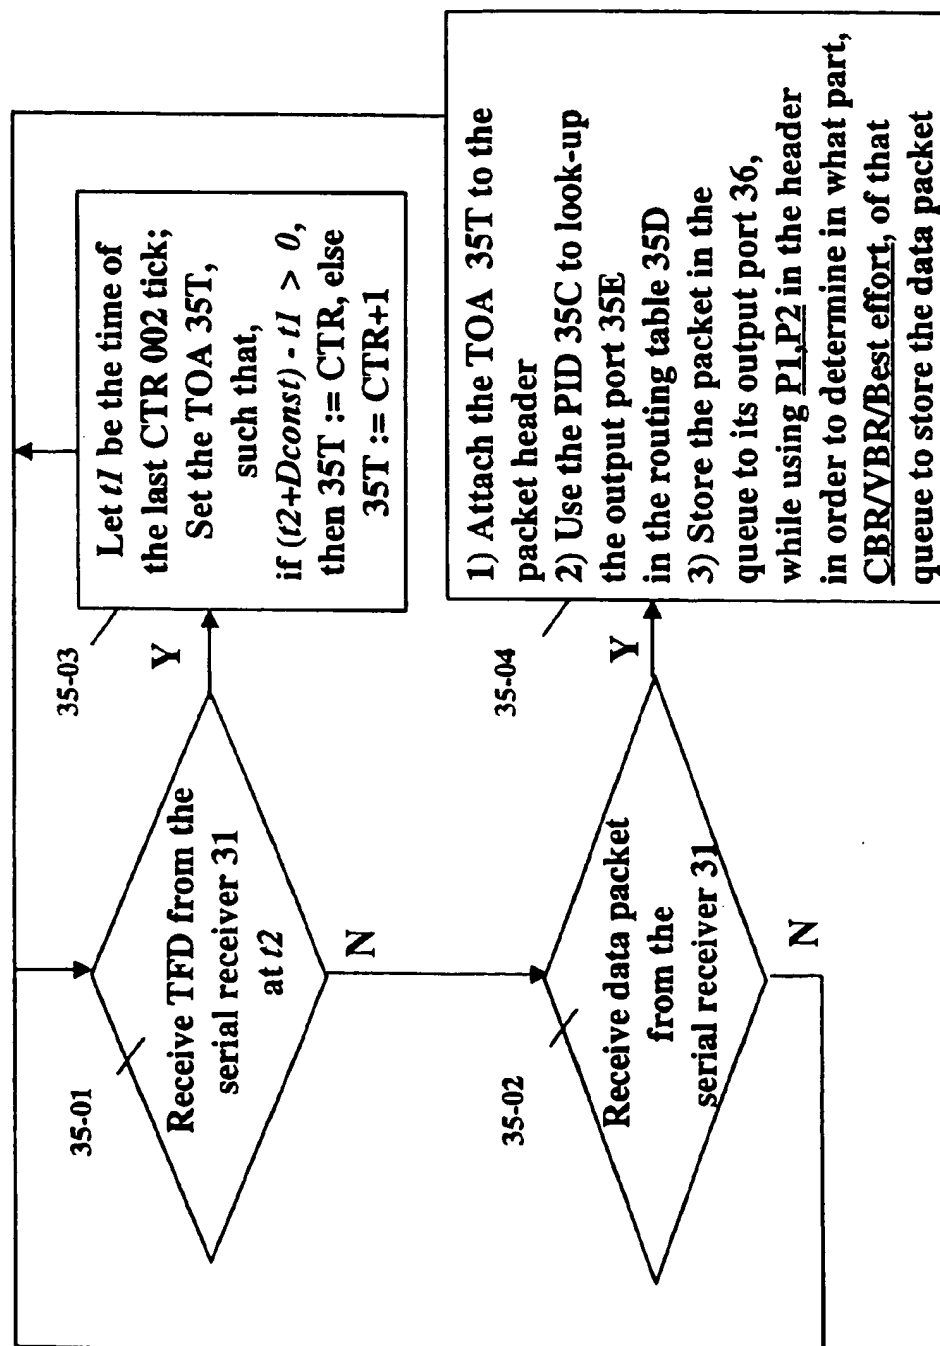 35-01
Receive TFD from the
serial receiver 31
at t2
Y
N
35-03
Let t1 be the time of
the last CTR 002 tick;
Set the TOA 35T,
such that,
if (t2+Dconst) - t1 > 0,
then 35T := CTR, else
35T := CTR+1
35-02
Receive data packet
from the
serial receiver 31
Y
N
35-04
1) Attach the TOA 35T to the
packet header
2) Use the PID 35C to look-up
the output port 35E
in the routing table 35D
3) Store the packet in the
queue to its output port 36,
while using P1,P2 in the header
in order to determine in what part,
CBR/VBR/Best effort, of that
queue to store the data packet